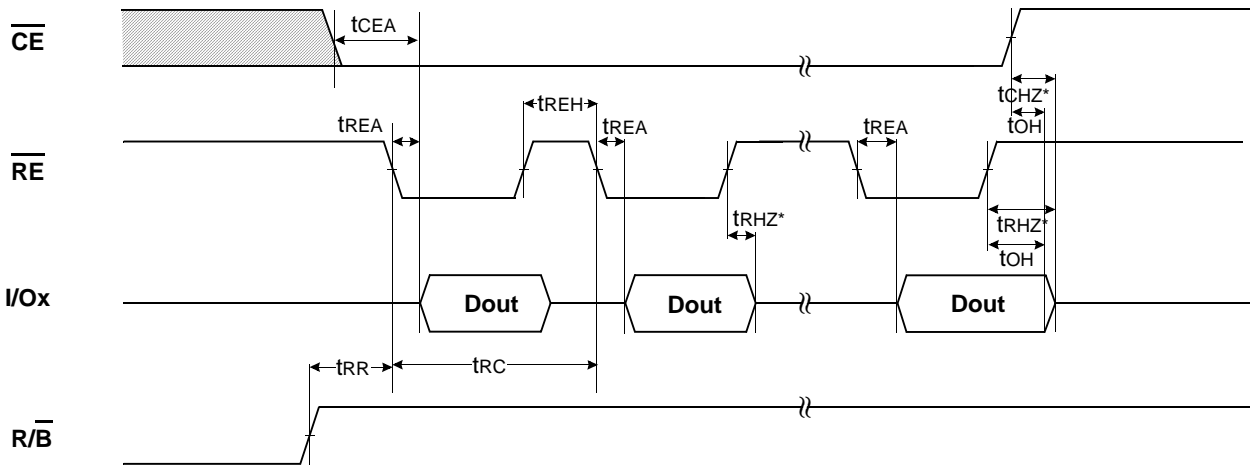 CE
tCEA
tCHZ*
tOH
tREH
tREA
tREA
tREA
RE
tRHZ*
tRHZ*
tOH
I/Ox
Dout
Dout
Dout
tRR
tRC
R/B